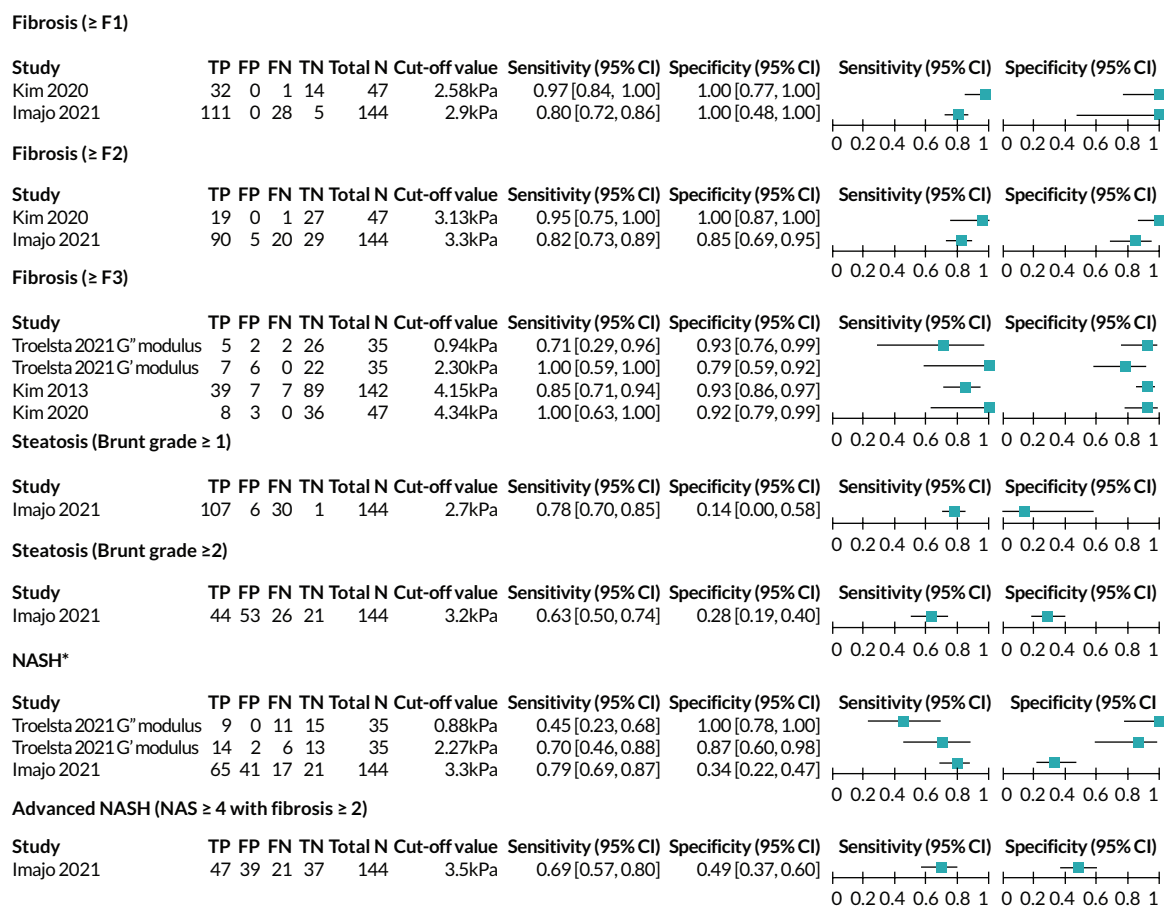 Fibrosis (≥ F1)
Study TP FP FN TN Total N Cut-off value Sensitivity (95% CI) Specificity (95% CI) Sensitivity (95% CI) Specificity (95% CI)
Kim 2020 32 0 1 14 47 2.58kPa 0.97 [0.84, 1.00] 1.00 [0.77, 1.00]
Imajo 2021 111 0 28 5 144 2.9kPa 0.80 [0.72, 0.86] 1.00 [0.48, 1.00]
0 0.2 0.4 0.6 0.8 1 0 0.2 0.4 0.6 0.8 1
Fibrosis (≥ F2)
Study TP FP FN TN Total N Cut-off value Sensitivity (95% CI) Specificity (95% CI) Sensitivity (95% CI) Specificity (95% CI)
Kim 2020 19 0 1 27 47 3.13kPa 0.95 [0.75, 1.00] 1.00 [0.87, 1.00]
Imajo 2021 90 5 20 29 144 3.3kPa 0.82 [0.73, 0.89] 0.85 [0.69, 0.95]
0 0.2 0.4 0.6 0.8 1 0 0.2 0.4 0.6 0.8 1
Fibrosis (≥ F3)
Study TP FP FN TN Total N Cut-off value Sensitivity (95% CI) Specificity (95% CI) Sensitivity (95% CI) Specificity (95% CI)
Troelsta 2021 G” modulus 5 2 2 26 35 0.94kPa 0.71 [0.29, 0.96] 0.93 [0.76, 0.99]
Troelsta 2021 G’ modulus 7 6 0 22 35 2.30kPa 1.00 [0.59, 1.00] 0.79 [0.59, 0.92]
Kim 2013 39 7 7 89 142 4.15kPa 0.85 [0.71, 0.94] 0.93 [0.86, 0.97]
Kim 2020 8 3 0 36 47 4.34kPa 1.00 [0.63, 1.00] 0.92 [0.79, 0.99]
0 0.2 0.4 0.6 0.8 1 0 0.2 0.4 0.6 0.8 1
Steatosis (Brunt grade ≥ 1)
Study TP FP FN TN Total N Cut-off value Sensitivity (95% CI) Specificity (95% CI) Sensitivity (95% CI) Specificity (95% CI)
Imajo 2021 107 6 30 1 144 2.7kPa 0.78 [0.70, 0.85] 0.14 [0.00, 0.58]
0 0.2 0.4 0.6 0.8 1 0 0.2 0.4 0.6 0.8 1
Steatosis (Brunt grade ≥2)
Study TP FP FN TN Total N Cut-off value Sensitivity (95% CI) Specificity (95% CI) Sensitivity (95% CI) Specificity (95% CI)
Imajo 2021 44 53 26 21 144 3.2kPa 0.63 [0.50, 0.74] 0.28 [0.19, 0.40]
0 0.2 0.4 0.6 0.8 1 0 0.2 0.4 0.6 0.8 1
NASH*
Study TP FP FN TN Total N Cut-off value Sensitivity (95% CI) Specificity (95% CI) Sensitivity (95% CI) Specificity (95% CI
Troelsta 2021 G” modulus 9 0 11 15 35 0.88kPa 0.45 [0.23, 0.68] 1.00 [0.78, 1.00]
Troelsta 2021 G’ modulus 14 2 6 13 35 2.27kPa 0.70 [0.46, 0.88] 0.87 [0.60, 0.98]
Imajo 2021 65 41 17 21 144 3.3kPa 0.79 [0.69, 0.87] 0.34 [0.22, 0.47]
0 0.2 0.4 0.6 0.8 1 0 0.2 0.4 0.6 0.8 1
Advanced NASH (NAS ≥ 4 with fibrosis ≥ 2)
Study TP FP FN TN Total N Cut-off value Sensitivity (95% CI) Specificity (95% CI) Sensitivity (95% CI) Specificity (95% CI)
Imajo 2021 47 39 21 37 144 3.5kPa 0.69 [0.57, 0.80] 0.49 [0.37, 0.60]
0 0.2 0.4 0.6 0.8 1 0 0.2 0.4 0.6 0.8 1